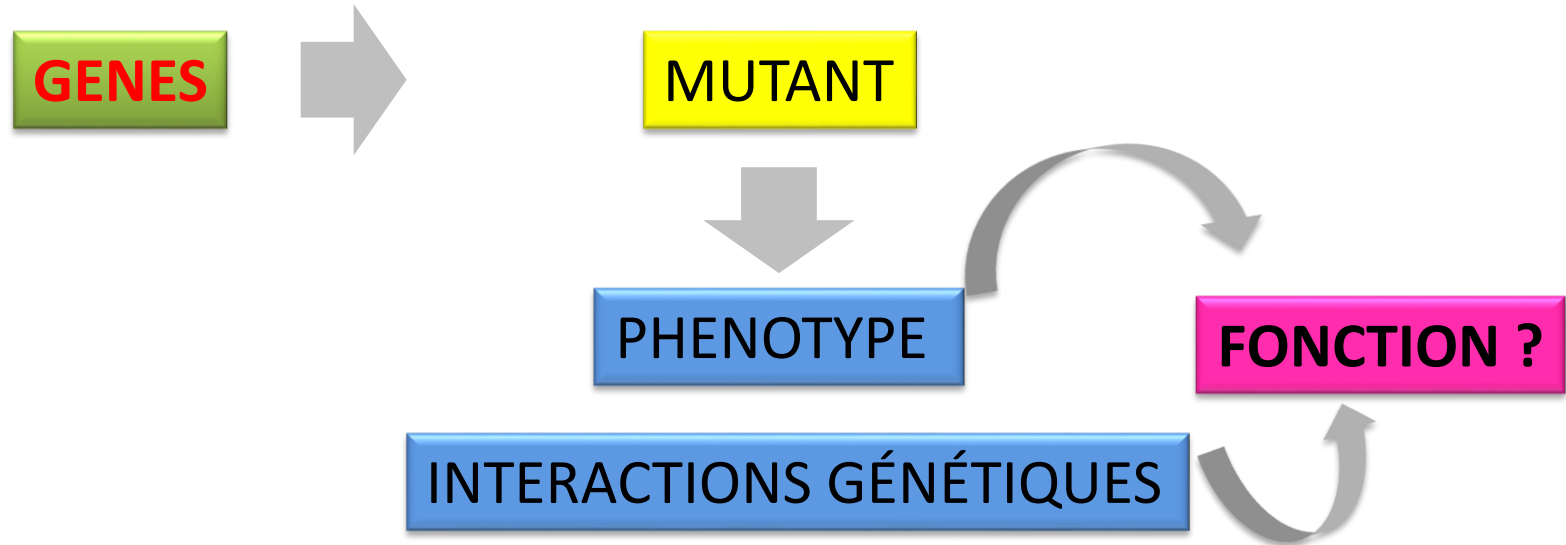 GENES
MUTANT
PHENOTYPE
FONCTION ?
INTERACTIONS GÉNÉTIQUES